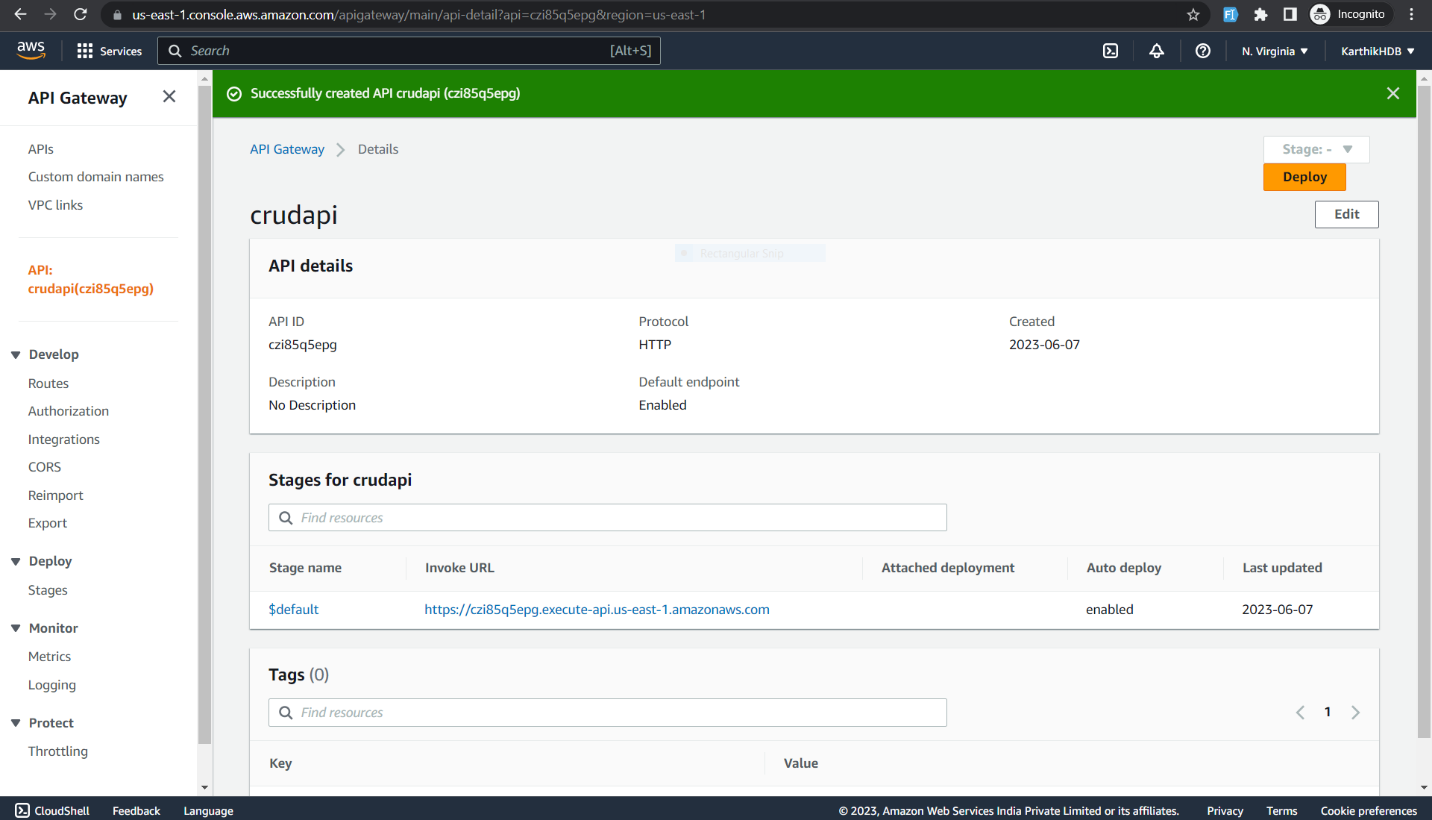 us-east-1.console.aws.amazon.com/apigateway/main/api-detail?api=czi85q5epg&region=us-east-1
Incognito
aws
Services
Search
[Alt+S]
N. Virginia
KarthikHDB
API Gateway
APIs
Custom domain names
VPC links
API:
crudapi(czi85q5epg)
Develop
Routes
Authorization
Integrations
CORS
Reimport
Export
Deploy
Stages
Monitor
Metrics
Logging
Protect
Throttling
Successfully created API crudapi (czi85q5epg)
API Gateway > Details
Stage: -
Deploy
crudapi
Edit
Rectangular Snip
API details
API ID
czi85q5epg
Protocol
HTTP
Created
2023-06-07
Description
No Description
Default endpoint
Enabled
Stages for crudapi
Find resources
Stage name Invoke URL Attached deployment Auto deploy Last updated
$default https://czi85q5epg.execute-api.us-east-1.amazonaws.com enabled 2023-06-07
Tags (0)
Find resources
1
Key Value
CloudShell Feedback Language
© 2023, Amazon Web Services India Private Limited or its affiliates. Privacy Terms Cookie preferences